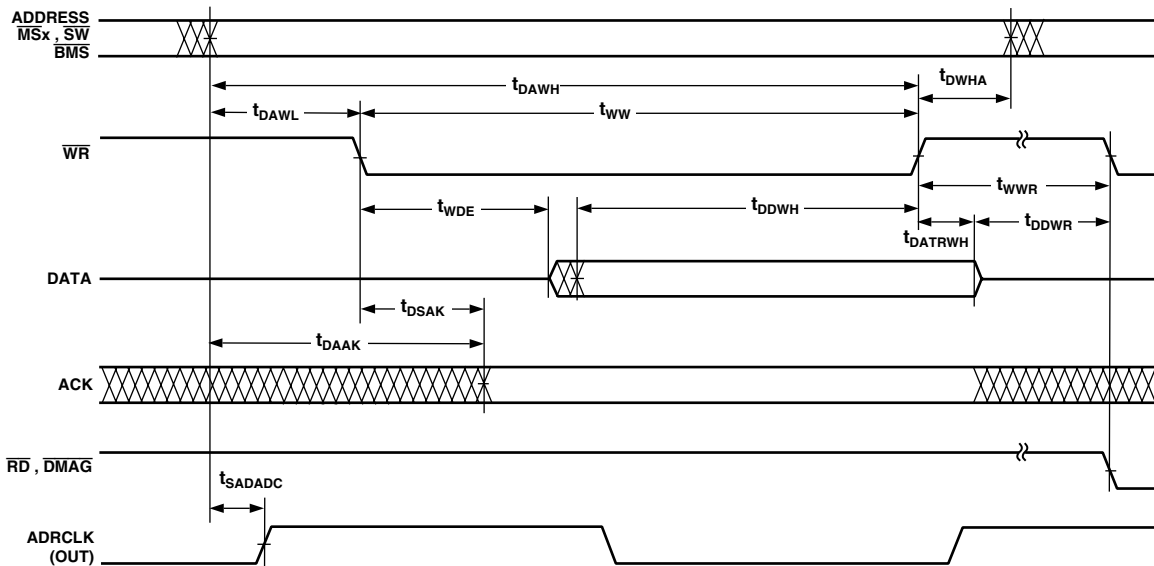 ADDRESS
MSx , SW
BMS
tDWHA
tDAWH
tDAWL
tWW
WR
tWWR
tWDE
tDDWH
tDATRWH
tDDWR
DATA
tDSAK
tDAAK
ACK
RD , DMAG
tSADADC
ADRCLK
(OUT)